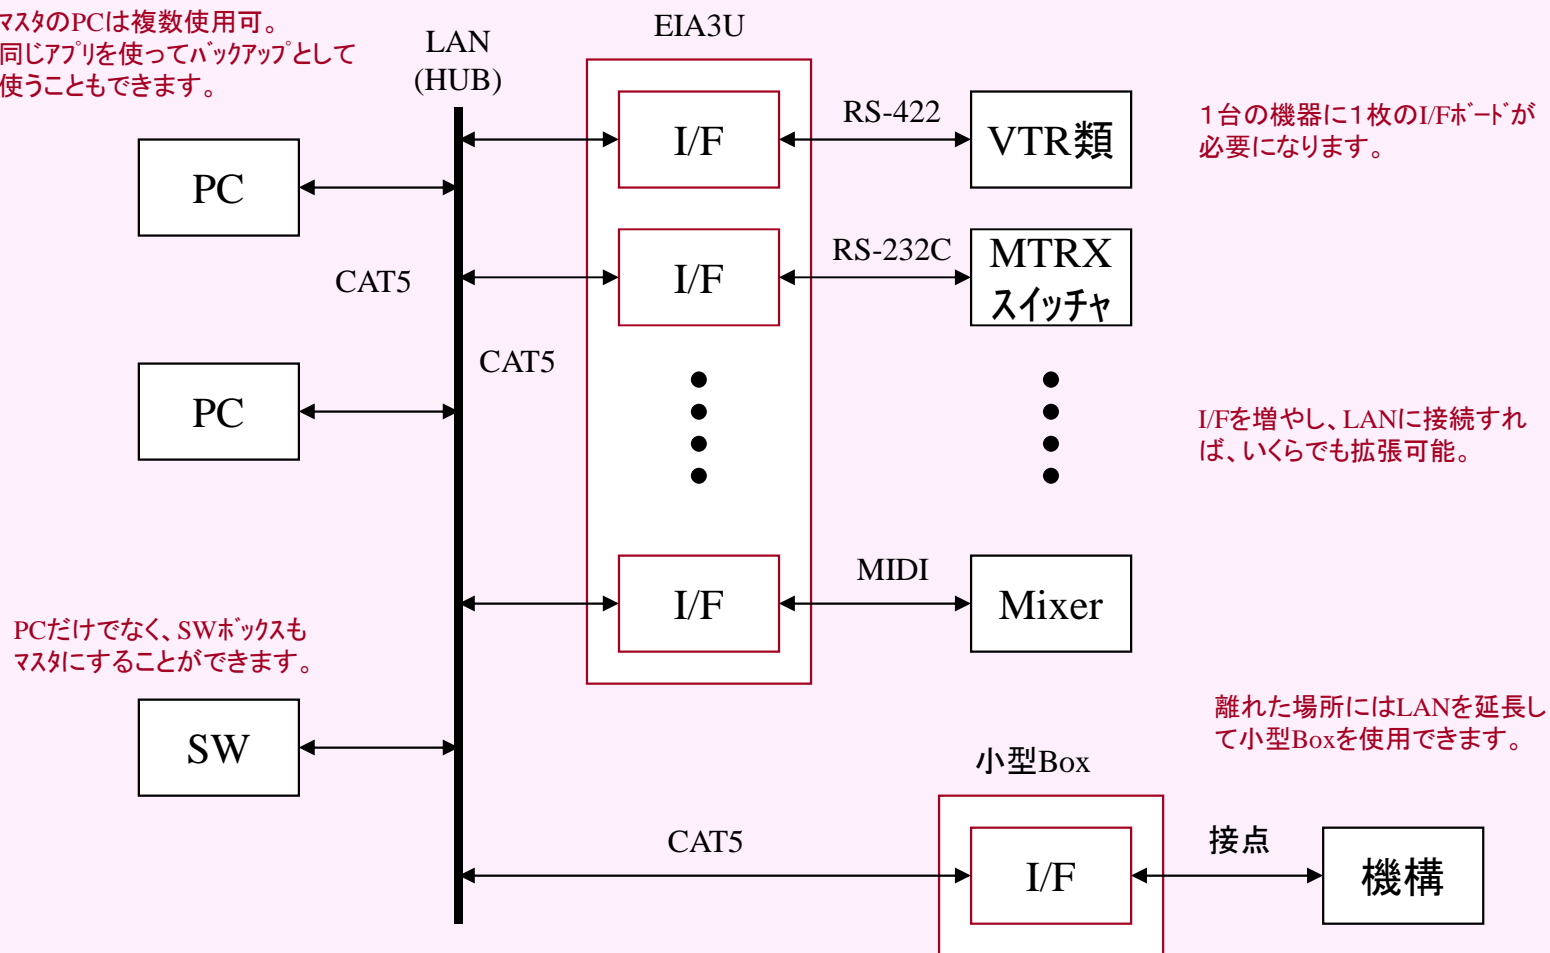 マスタのPCは複数使用可。
同じアプリを使ってバックアップとして
使うこともできます。
LAN
(HUB)
EIA3U
I/F
RS-422
VTR類
1台の機器に1枚のI/Fボードが
必要になります。
PC
CAT5
I/F
RS-232C
MTRX
スイッチャ
CAT5
PC
I/Fを増やし、LANに接続すれ
ば、いくらでも拡張可能。
I/F
MIDI
Mixer
PCだけでなく、SWボックスも
マスタにすることができます。
SW
離れた場所にはLANを延長し
て小型Boxを使用できます。
小型Box
CAT5
I/F
接点
機構